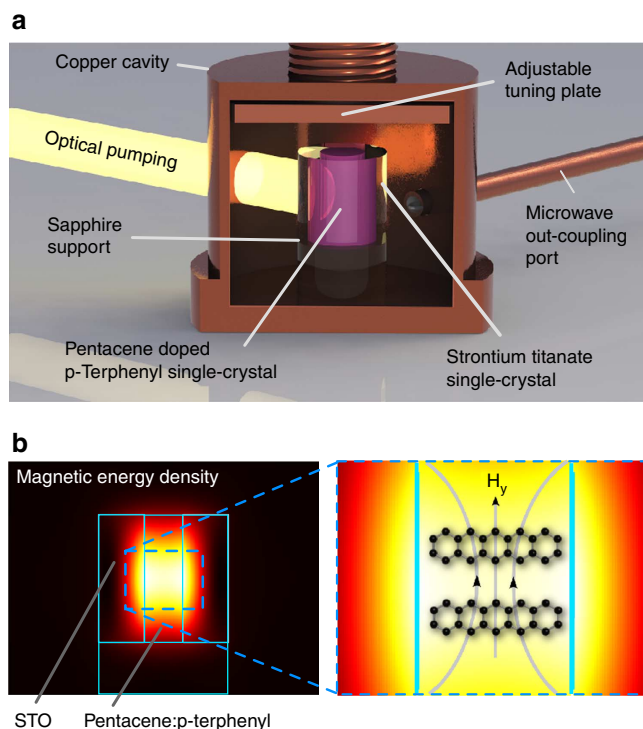 a
Copper cavity
Adjustable
tuning plate
Optical pumping
Sapphire
support
Microwave
out-coupling
port
Pentacene doped
p-Terphenyl single-crystal
Strontium titanate
single-crystal
b
Magnetic energy density
Hy
STO
Pentacene:p-terphenyl